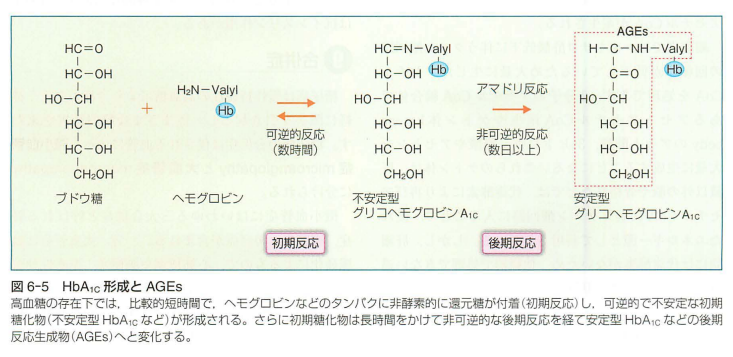 HC=O
HC-OH
HO-CH
HC-OH
HC-OH
CH₂OH
ブドウ糖
+
H₂N-Valyl
Hb
ヘモグロビン
可逆的反応
(数時間)
初期反応
HC=N-Valyl
Hb
HC-OH
HO-CH
HC-OH
HC-OH
CH₂OH
不安定型
グリコヘモグロビンA1c
アマドリ反応
非可逆的反応
(数日以上)
後期反応
AGEs
H-C-NH-Valyl
Hb
C=O
HO-CH
HC-OH
HC-OH
CH₂OH
安定型
グリコヘモグロビンA1c
図 6-5 HbA1c 形成と AGEs
高血糖の存在下では，比較的短時間で，ヘモグロビンなどのタンパクに非酵素的に還元糖が付着(初期反応)し，可逆的で不安定な初期
糖化物(不安定型 HbA1c など)が形成される。さらに初期糖化物は長時間をかけて非可逆的な後期反応を経て安定型 HbA1c などの後期
反応生成物(AGEs)へと変化する。